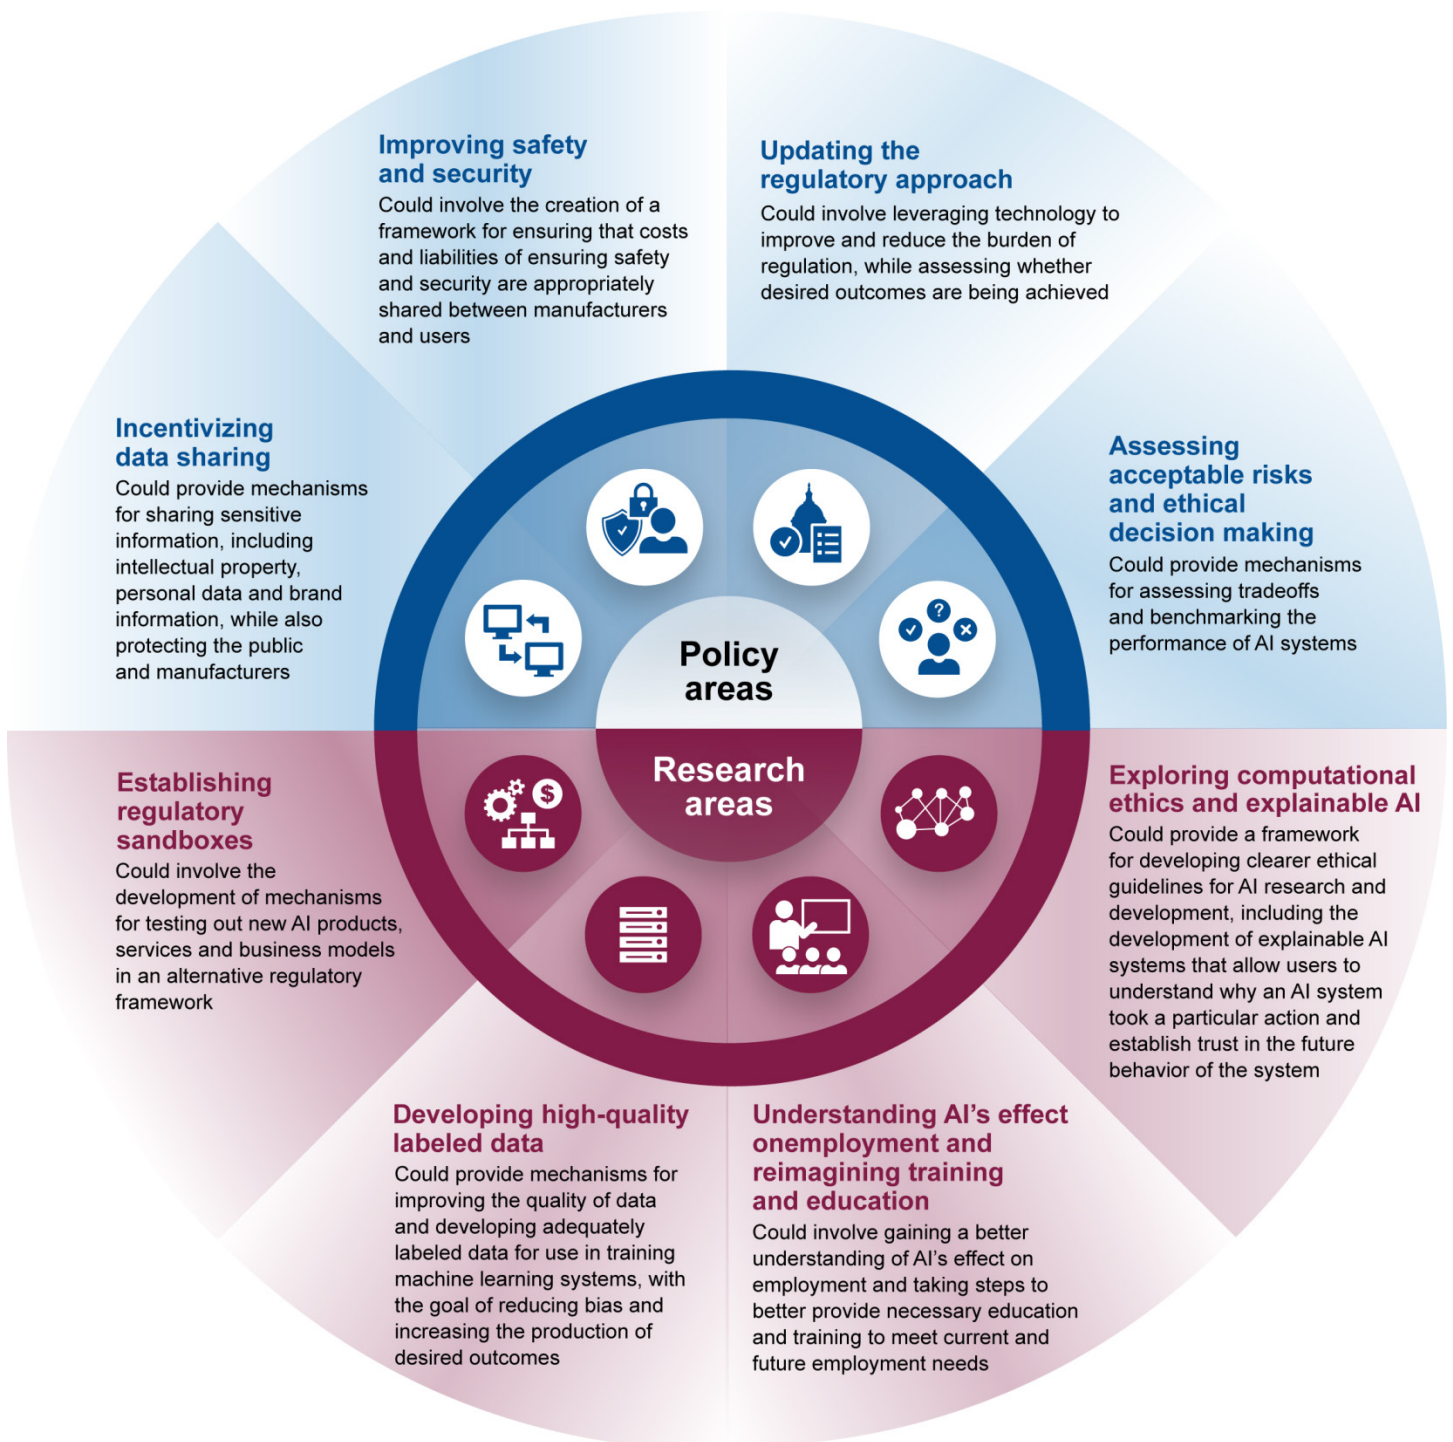 Improving safety
and security
Could involve the creation of a
framework for ensuring that costs
and liabilities of ensuring safety
and security are appropriately
shared between manufacturers
and users
Updating the
regulatory approach
Could involve leveraging technology to
improve and reduce the burden of
regulation, while assessing whether
desired outcomes are being achieved
Incentivizing
data sharing
Could provide mechanisms
for sharing sensitive
information, including
intellectual property,
personal data and brand
information, while also
protecting the public
and manufacturers
Assessing
acceptable risks
and ethical
decision making
Could provide mechanisms
for assessing tradeoffs
and benchmarking the
performance of AI systems
?
Policy
areas
Research
areas
$
Establishing
regulatory
sandboxes
Could involve the
development of mechanisms
for testing out new AI products,
services and business models
in an alternative regulatory
framework
Exploring computational
ethics and explainable AI
Could provide a framework
for developing clearer ethical
guidelines for AI research and
development, including the
development of explainable AI
systems that allow users to
understand why an AI system
took a particular action and
establish trust in the future
behavior of the system
Developing high-quality
labeled data
Could provide mechanisms for
improving the quality of data
and developing adequately
labeled data for use in training
machine learning systems, with
the goal of reducing bias and
increasing the production of
desired outcomes
Understanding AI's effect
onemployment and
reimagining training
and education
Could involve gaining a better
understanding of AI's effect on
employment and taking steps to
better provide necessary education
and training to meet current and
future employment needs